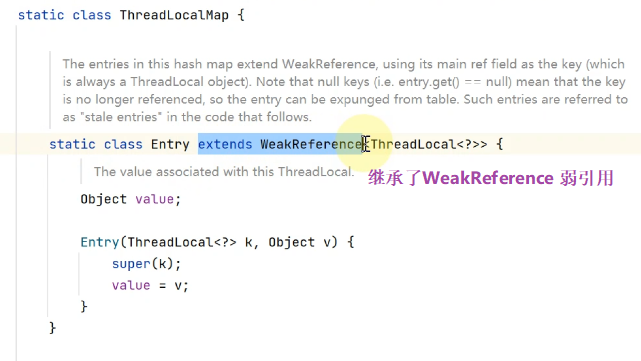 static class ThreadLocalMap {
The entries in this hash map extend WeakReference, using its main ref field as the key (which
is always a ThreadLocal object). Note that null keys (i.e. entry.get() == null) mean that the key
is no longer referenced, so the entry can be expunged from table. Such entries are referred to
as "stale entries" in the code that follows.
static class Entry extends WeakReference<ThreadLocal<?>> {
The value associated with this ThreadLocal.
继承了WeakReference 弱引用
Object value;
Entry(ThreadLocal<?> k, Object v) {
super(k);
value = v;
}
}